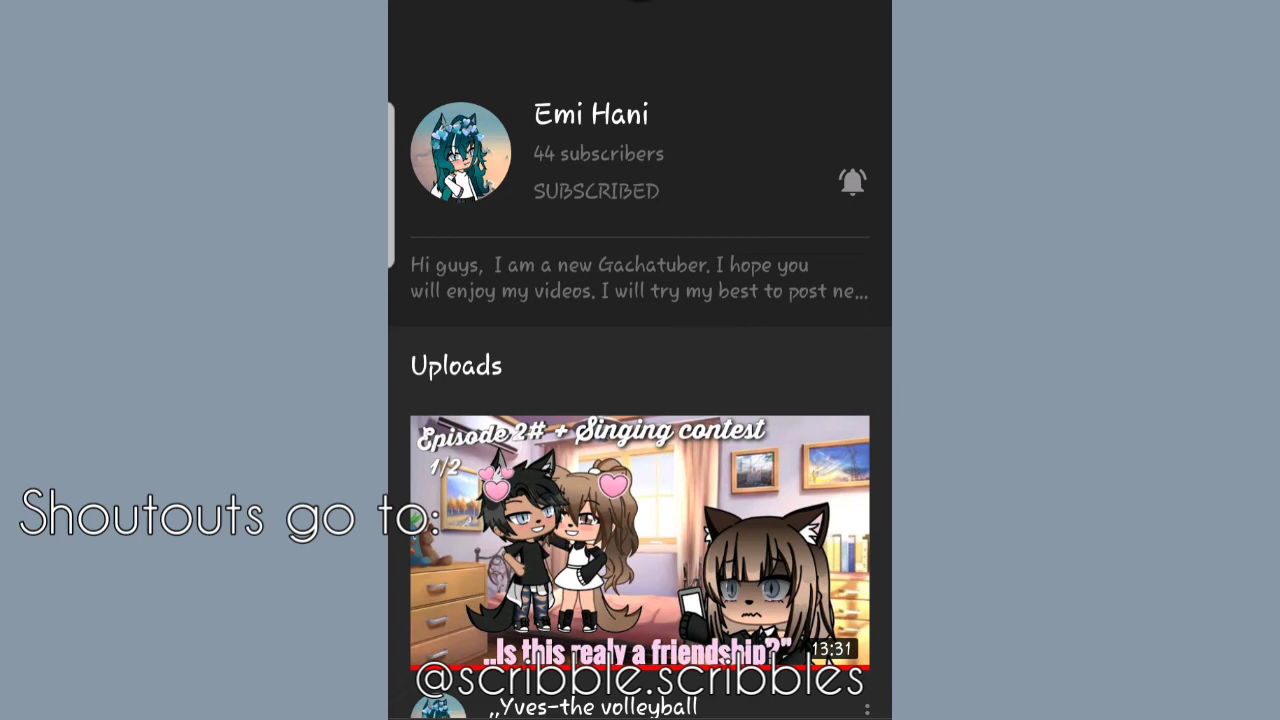 Emi Hani
44 subscribers
SUBSCRIBED
Hi guys, I am a new Gachatuber. I hope you
will enjoy my videos. I will try my best to post ne...
Uploads
Episode 2# + Singing contest
1/2
Shoutouts go to:
,,Is this realy a friendship?"
13:31
@scribble.scribbles
,,Yves-the volleyball